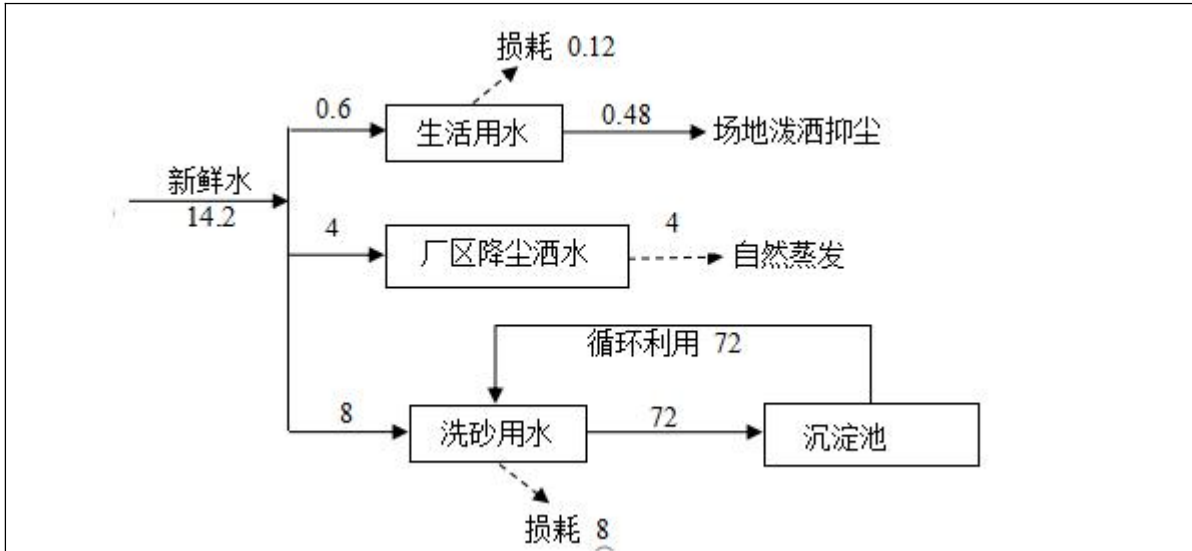 损耗 0.12
0.6
生活用水
0.48
场地泼洒抑尘
新鲜水
14.2
4
厂区降尘洒水
4
自然蒸发
循环利用 72
8
洗砂用水
72
沉淀池
损耗 8